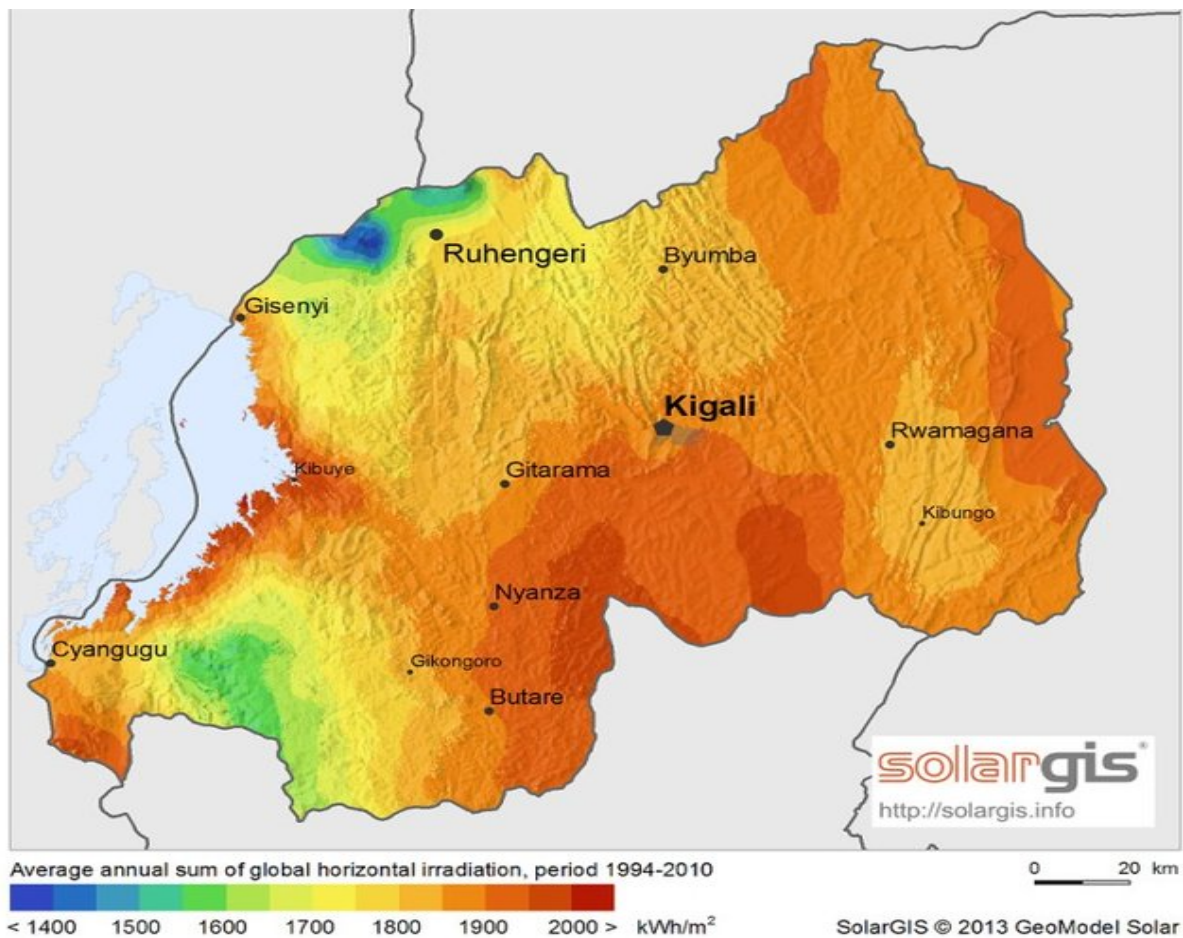 Ruhengeri
Byumba
Gisenyi
Kigali
Rwamagana
Kibuye
Gitarama
Kibungo
Nyanza
Cyangugu
Gikongoro
Butare
solargis®
http://solargis.info
Average annual sum of global horizontal irradiation, period 1994-2010
0 20 km
< 1400 1500 1600 1700 1800 1900 2000 > kWh/m²
SolarGIS © 2013 GeoModel Solar